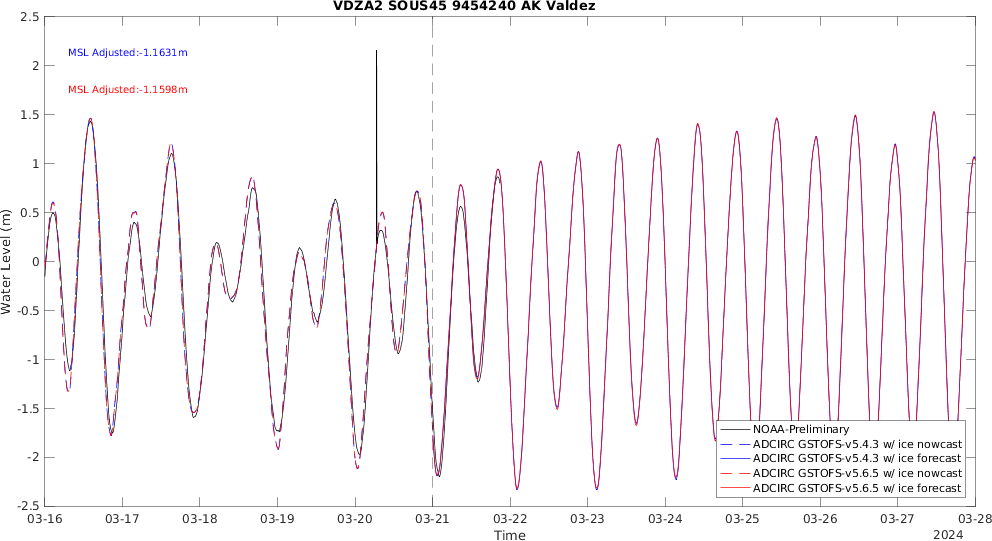 VDZA2 SOUS45 9454240 AK Valdez
MSL Adjusted:-1.1631m
MSL Adjusted:-1.1598m
2.5
2
1.5
1
0.5
0
-0.5
-1
-1.5
-2
-2.5
Water Level (m)
NOAA-Preliminary
ADCIRC GSTOFS-v5.4.3 w/ ice nowcast
ADCIRC GSTOFS-v5.4.3 w/ ice forecast
ADCIRC GSTOFS-v5.6.5 w/ ice nowcast
ADCIRC GSTOFS-v5.6.5 w/ ice forecast
03-16 03-17 03-18 03-19 03-20 03-21 03-22 03-23 03-24 03-25 03-26 03-27 03-28
Time
2024